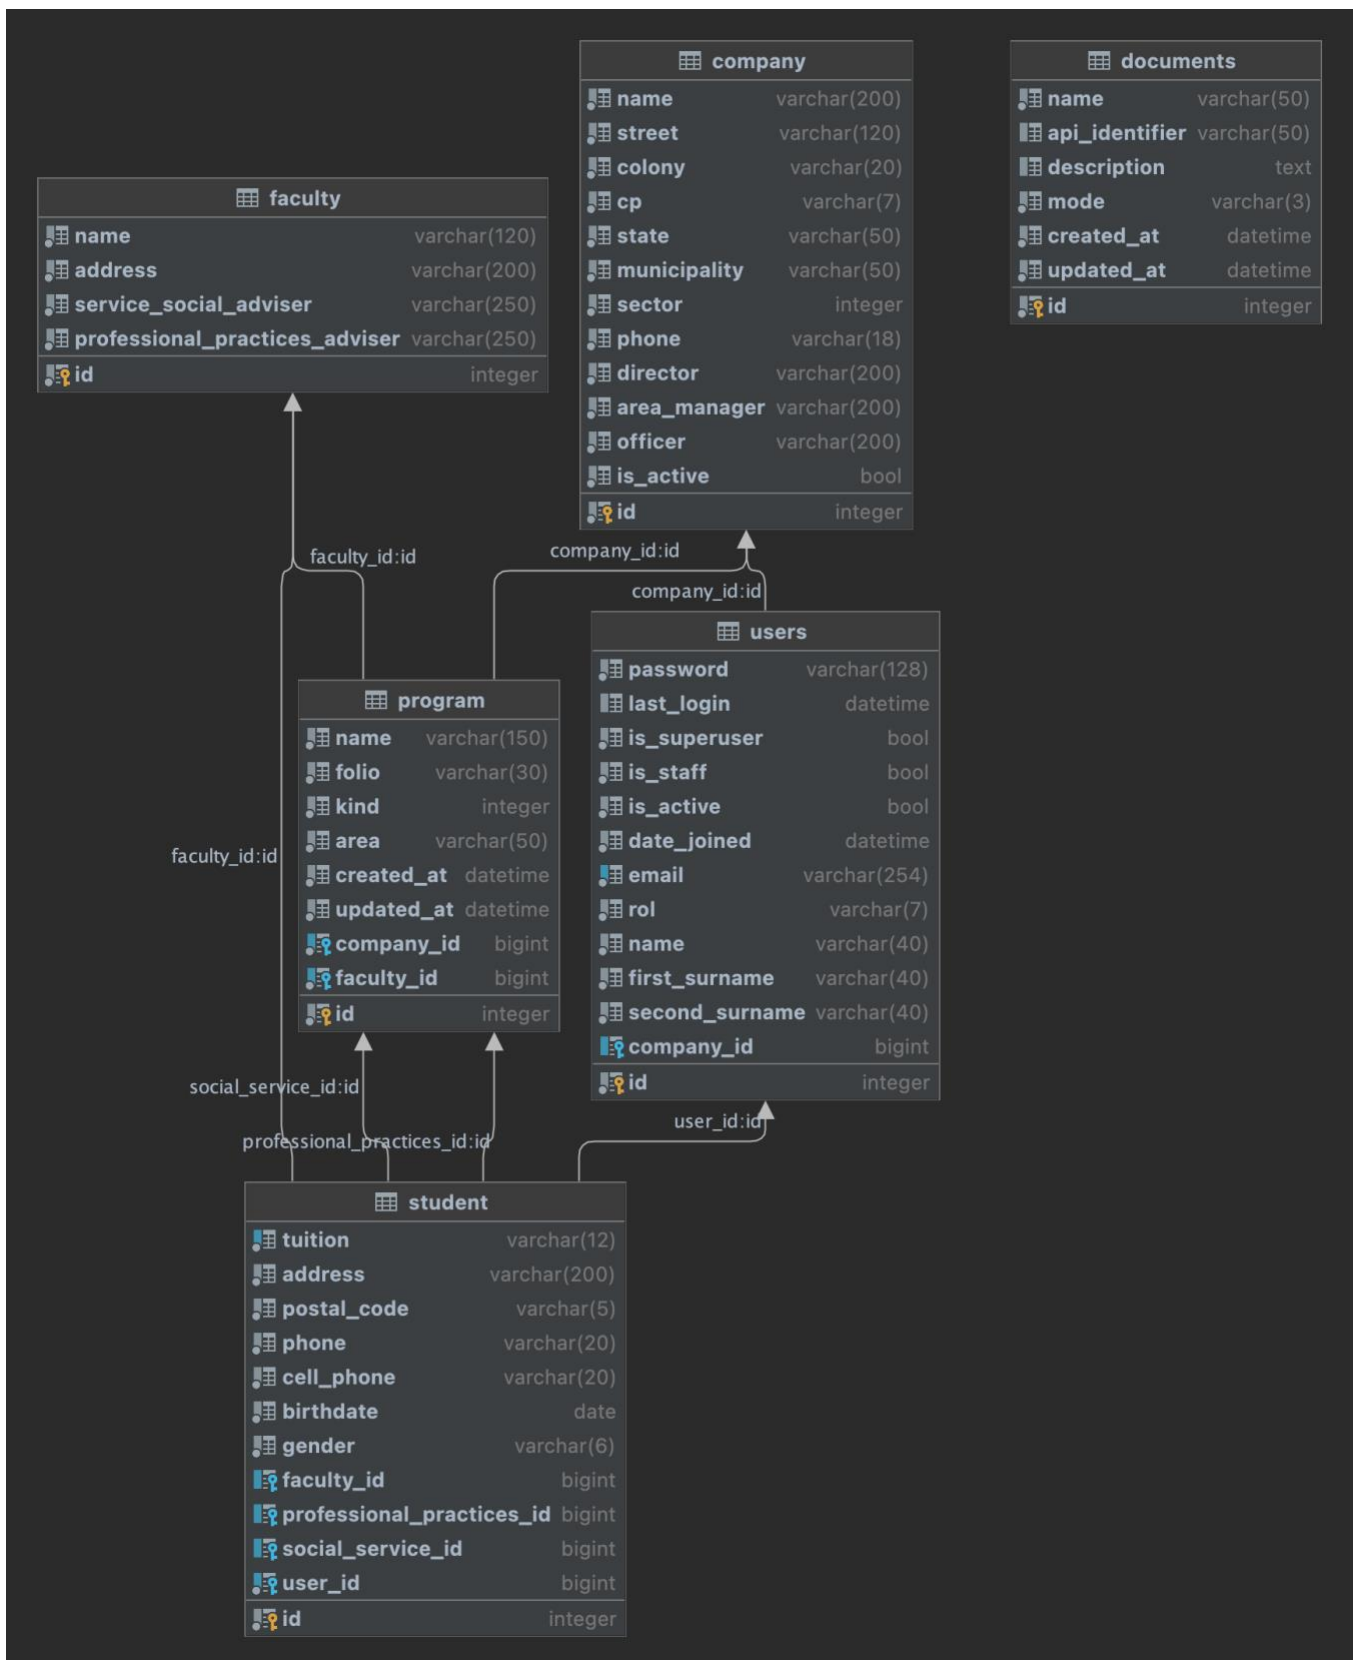 company
name varchar(200)
street varchar(120)
colony varchar(20)
cp varchar(7)
state varchar(50)
municipality varchar(50)
sector integer
phone varchar(18)
director varchar(200)
area_manager varchar(200)
officer varchar(200)
is_active bool
id integer
documents
name varchar(50)
api_identifier varchar(50)
description text
mode varchar(3)
created_at datetime
updated_at datetime
id integer
faculty
name varchar(120)
address varchar(200)
service_social_adviser varchar(250)
professional_practices_adviser varchar(250)
id integer
faculty_id:id
company_id:id
company_id:id
users
password varchar(128)
last_login datetime
is_superuser bool
is_staff bool
is_active bool
date_joined datetime
email varchar(254)
rol varchar(7)
name varchar(40)
first_surname varchar(40)
second_surname varchar(40)
company_id bigint
id integer
program
name varchar(150)
folio varchar(30)
kind integer
area varchar(50)
created_at datetime
updated_at datetime
company_id bigint
faculty_id bigint
id integer
faculty_id:id
social_service_id:id
professional_practices_id:id
user_id:id
student
tuition varchar(12)
address varchar(200)
postal_code varchar(5)
phone varchar(20)
cell_phone varchar(20)
birthdate date
gender varchar(6)
faculty_id bigint
professional_practices_id bigint
social_service_id bigint
user_id bigint
id integer